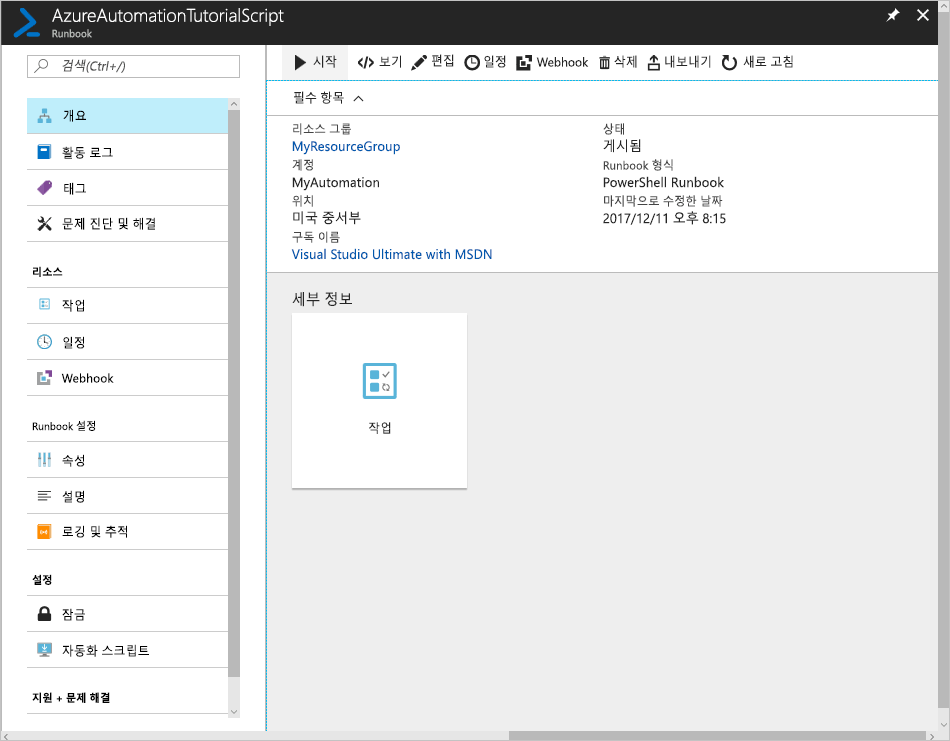 AzureAutomationTutorialScript
Runbook
검색(Ctrl+/)
개요
활동 로그
태그
문제 진단 및 해결
리소스
작업
일정
Webhook
Runbook 설정
속성
설명
로깅 및 추적
설정
잠금
자동화 스크립트
지원 + 문제 해결
시작 보기 편집 일정 Webhook 삭제 내보내기 새로 고침
필수 항목
리소스 그룹
MyResourceGroup
계정
MyAutomation
위치
미국 중서부
구독 이름
Visual Studio Ultimate with MSDN
상태
게시됨
Runbook 형식
PowerShell Runbook
마지막으로 수정한 날짜
2017/12/11 오후 8:15
세부 정보
작업